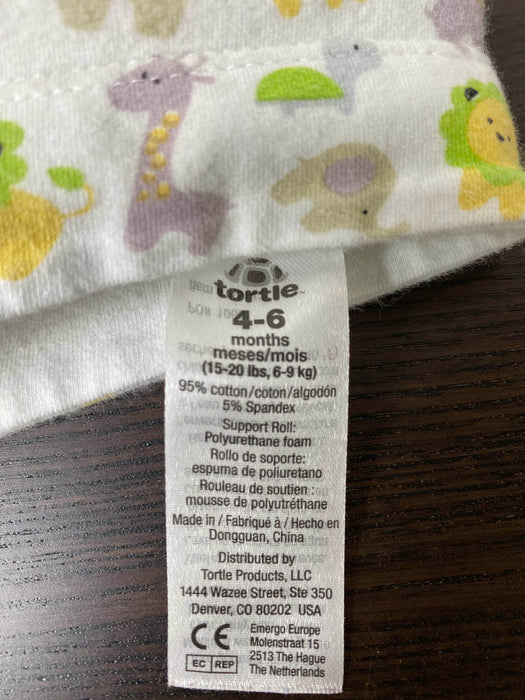 tortle™
4-6
months
meses/mois
(15-20 lbs, 6-9 kg)
95% cotton/coton/algodón
5% Spandex
Support Roll:
Polyurethane foam
Rollo de soporte:
espuma de poliuretano
Rouleau de soutien :
mousse de polyutréthane
Made in / Fabriqué à / Hecho en
Dongguan, China
Distributed by
Tortle Products, LLC
1444 Wazee Street, Ste 350
Denver, CO 80202 USA
CE
EC REP
Emergo Europe
Molenstraat 15
2513 The Hague
The Netherlands